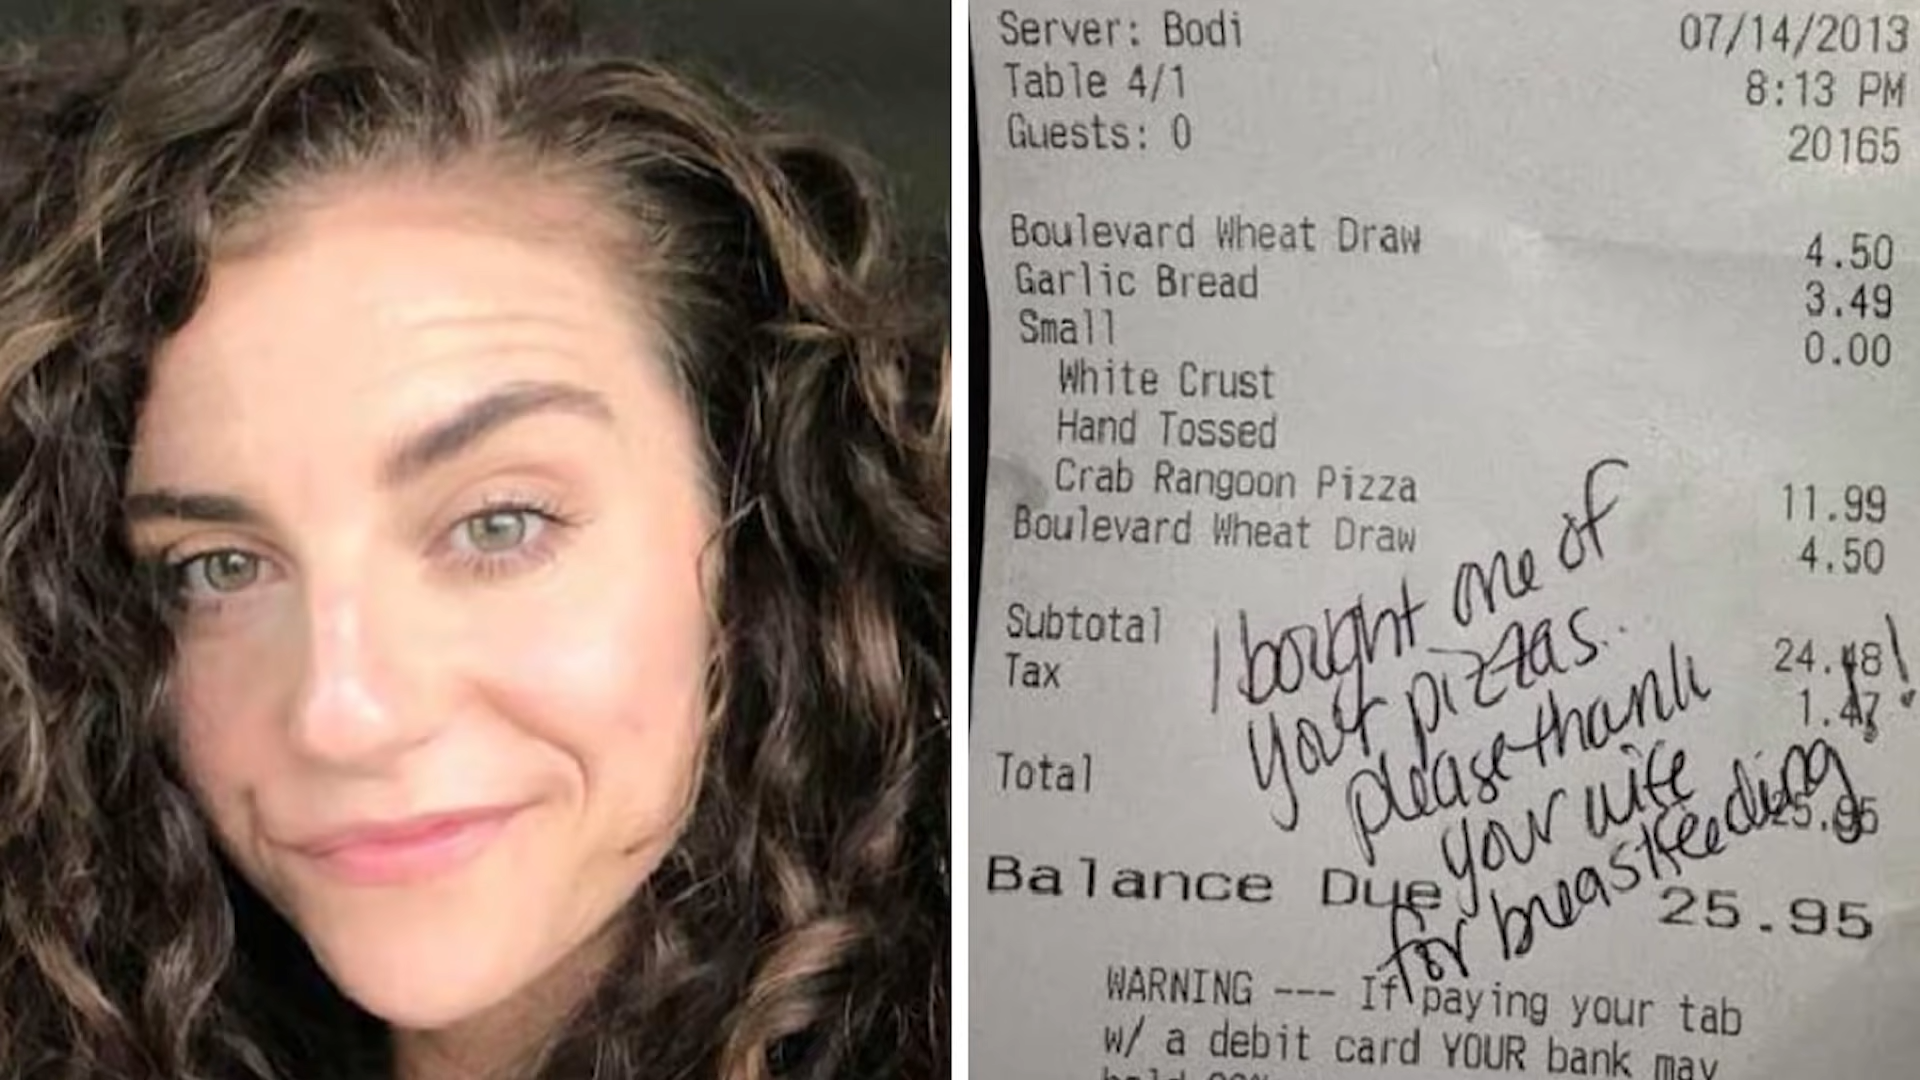 Server: Bodi 07/14/2013
Table 4/1 8:13 PM
Guests: 0 20165
Boulevard Wheat Draw 4.50
Garlic Bread 3.49
Small 0.00
White Crust
Hand Tossed
Crab Rangoon Pizza 11.99
Boulevard Wheat Draw 4.50
Subtotal 24.48
Tax 1.47
Total 25.95
Balance Due 25.95
I bought one of
your pizzas..
please thank
your wife
for breastfeeding!!
WARNING --- If paying your tab
w/ a debit card YOUR bank may